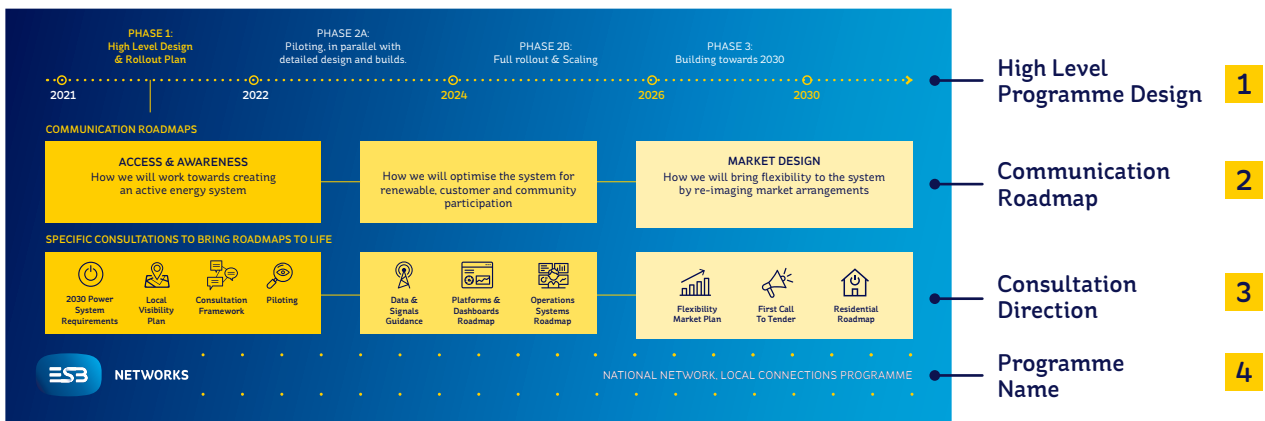 PHASE 1:
High Level Design
& Rollout Plan
PHASE 2A:
Piloting, in parallel with
detailed design and builds.
PHASE 2B:
Full rollout & Scaling
PHASE 3:
Building towards 2030
2021
2022
2024
2026
2030
High Level
Programme Design
1
COMMUNICATION ROADMAPS
ACCESS & AWARENESS
How we will work towards creating
an active energy system
How we will optimise the system for
renewable, customer and community
participation
MARKET DESIGN
How we will bring flexibility to the system
by re-imaging market arrangements
Communication
Roadmap
2
SPECIFIC CONSULTATIONS TO BRING ROADMAPS TO LIFE
2030 Power
System
Requirements
Local
Visibility
Plan
Consultation
Framework
Piloting
Data &
Signals
Guidance
Platforms &
Dashboards
Roadmap
Operations
Systems
Roadmap
Flexibility
Market Plan
First Call
To Tender
Residential
Roadmap
Consultation
Direction
3
ESB
NETWORKS
NATIONAL NETWORK, LOCAL CONNECTIONS PROGRAMME
Programme
Name
4